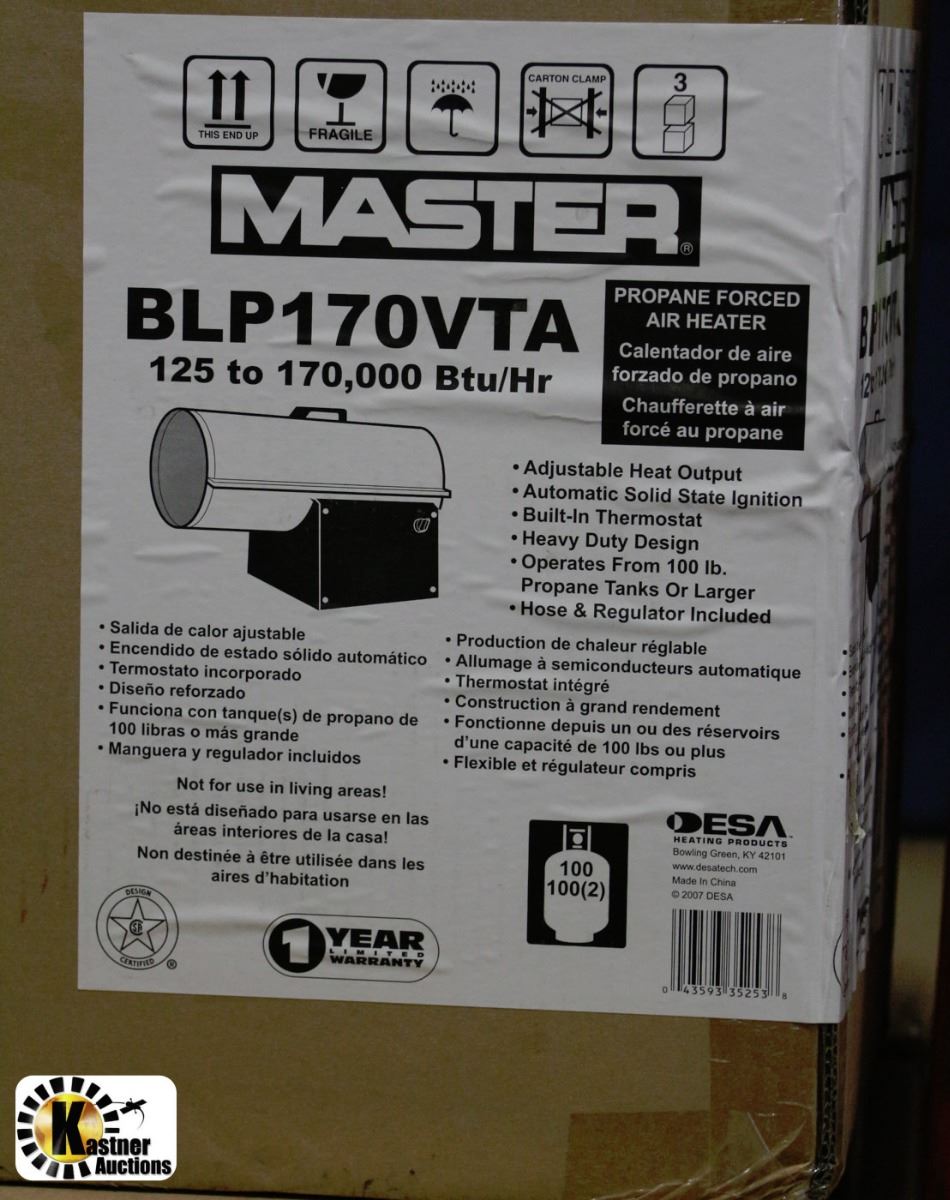 THIS END UP
FRAGILE
CARTON CLAMP
3
MASTER®
BLP170VTA
125 to 170,000 Btu/Hr
PROPANE FORCED
AIR HEATER
Calentador de aire
forzado de propano
Chaufferette à air
forcé au propane
• Adjustable Heat Output
• Automatic Solid State Ignition
• Built-In Thermostat
• Heavy Duty Design
• Operates From 100 lb.
Propane Tanks Or Larger
• Hose & Regulator Included
• Salida de calor ajustable
• Encendido de estado sólido automático
• Termostato incorporado
• Diseño reforzado
• Funciona con tanque(s) de propano de
100 libras o más grande
• Manguera y regulador incluidos
• Production de chaleur réglable
• Allumage à semiconducteurs automatique
• Thermostat intégré
• Construction à grand rendement
• Fonctionne depuis un ou des réservoirs
d'une capacité de 100 lbs ou plus
• Flexible et régulateur compris
Not for use in living areas!
¡No está diseñado para usarse en las
áreas interiores de la casa!
Non destinée à être utilisée dans les
aires d'habitation
DESIGN
CERTIFIED
®
1 YEAR
LIMITED
WARRANTY
100
100(2)
DESA™
HEATING PRODUCTS
Bowling Green, KY 42101
www.desatech.com
Made In China
© 2007 DESA
0 43593 35253 8
Kastner
Auctions